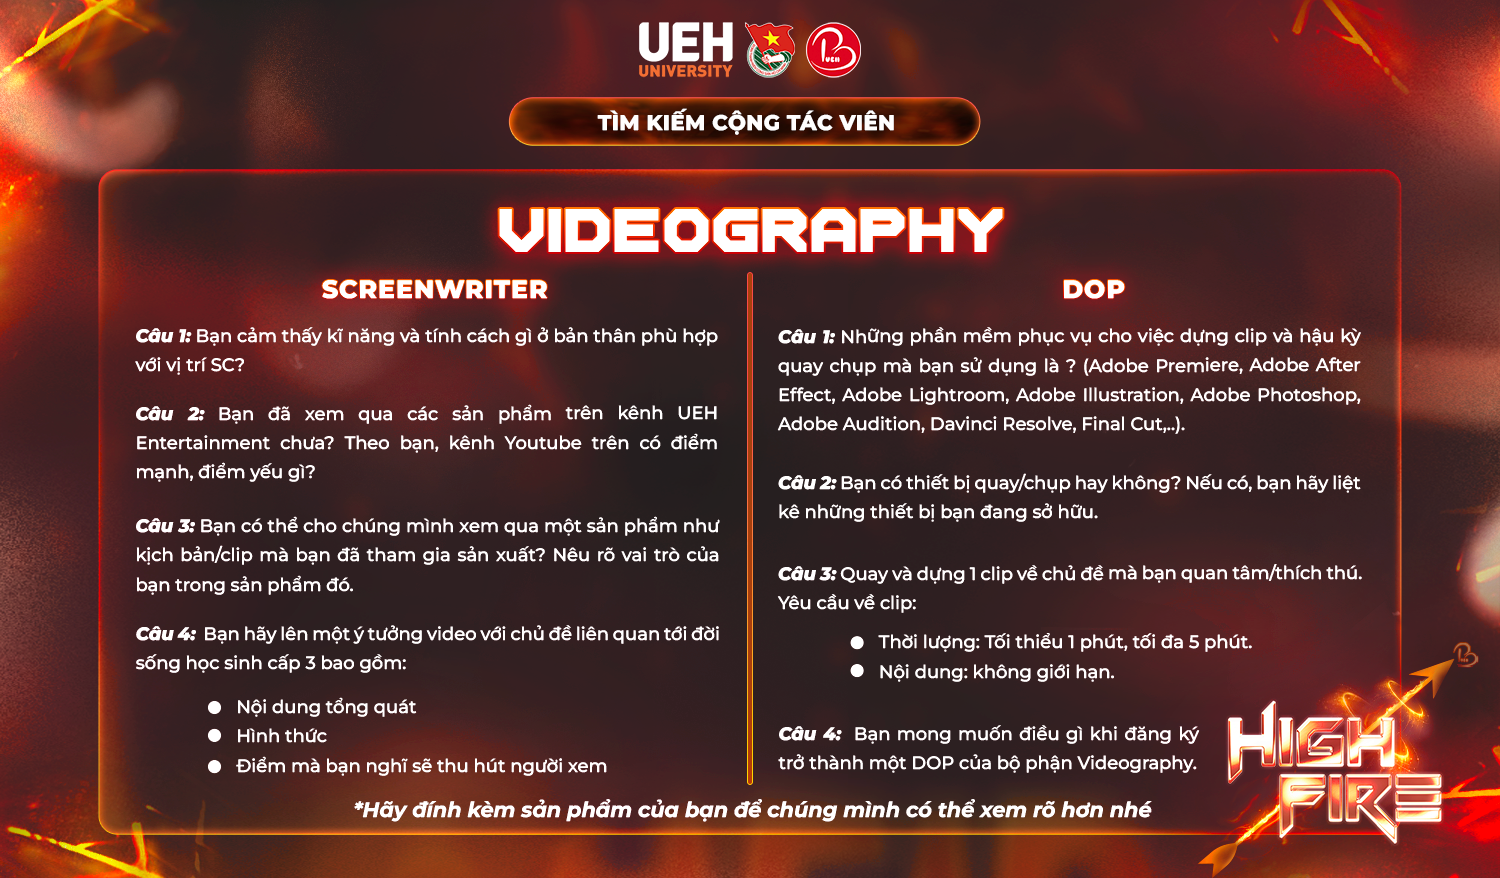 UEH
UNIVERSITY
B
UEH
TÌM KIẾM CỘNG TÁC VIÊN
VIDEOGRAPHY
SCREENWRITER
Câu 1: Bạn cảm thấy kĩ năng và tính cách gì ở bản thân phù hợp
với vị trí SC?
Câu 2: Bạn đã xem qua các sản phẩm trên kênh UEH
Entertainment chưa? Theo bạn, kênh Youtube trên có điểm
mạnh, điểm yếu gì?
Câu 3: Bạn có thể cho chúng mình xem qua một sản phẩm như
kịch bản/clip mà bạn đã tham gia sản xuất? Nêu rõ vai trò của
bạn trong sản phẩm đó.
Câu 4: Bạn hãy lên một ý tưởng video với chủ đề liên quan tới đời
sống học sinh cấp 3 bao gồm:
● Nội dung tổng quát
● Hình thức
● Điểm mà bạn nghĩ sẽ thu hút người xem
DOP
Câu 1: Những phần mềm phục vụ cho việc dựng clip và hậu kỳ
quay chụp mà bạn sử dụng là ? (Adobe Premiere, Adobe After
Effect, Adobe Lightroom, Adobe Illustration, Adobe Photoshop,
Adobe Audition, Davinci Resolve, Final Cut,..).
Câu 2: Bạn có thiết bị quay/chụp hay không? Nếu có, bạn hãy liệt
kê những thiết bị bạn đang sở hữu.
Câu 3: Quay và dựng 1 clip về chủ đề mà bạn quan tâm/thích thú.
Yêu cầu về clip:
● Thời lượng: Tối thiểu 1 phút, tối đa 5 phút.
● Nội dung: không giới hạn.
Câu 4: Bạn mong muốn điều gì khi đăng ký
trở thành một DOP của bộ phận Videography.
*Hãy đính kèm sản phẩm của bạn để chúng mình có thể xem rõ hơn nhé
HIGH
FIRE